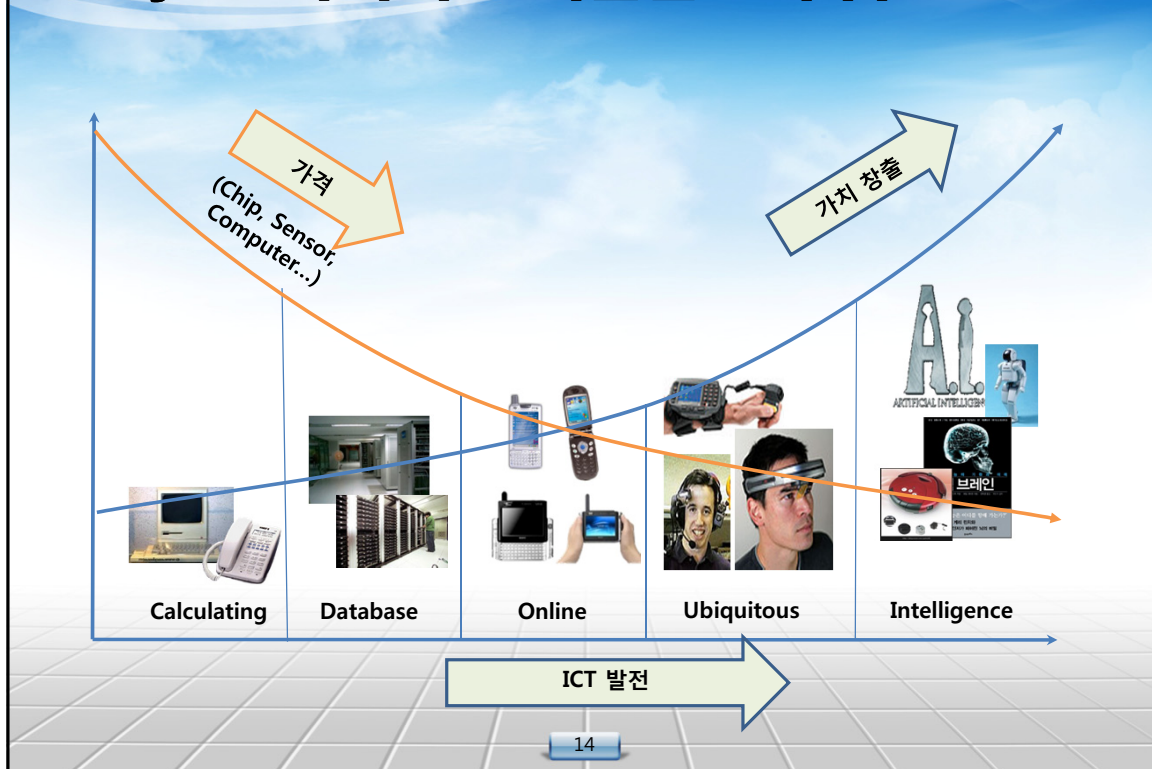 가격
(Chip, Sensor,
Computer...)
가치 창출
A.I.
ARTIFICIAL INTELLIGEN
브레인
Calculating
Database
Online
Ubiquitous
Intelligence
ICT 발전
14